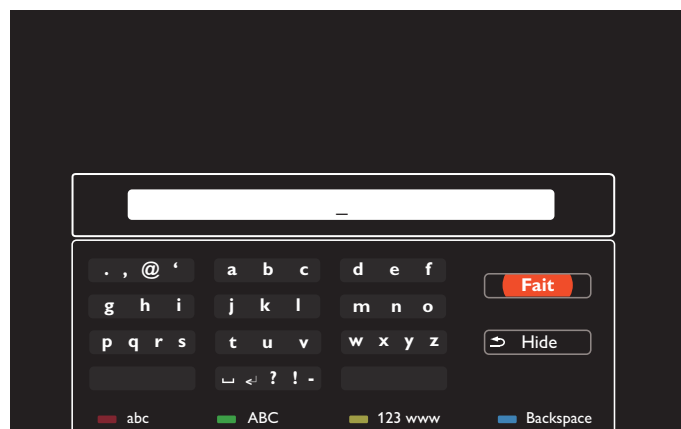 _
. , @ ‘ a b c d e f Fait
g h i j k l m n o
p q r s t u v w x y z Hide
␣ ↲ ? ! -
abc ABC 123 www Backspace